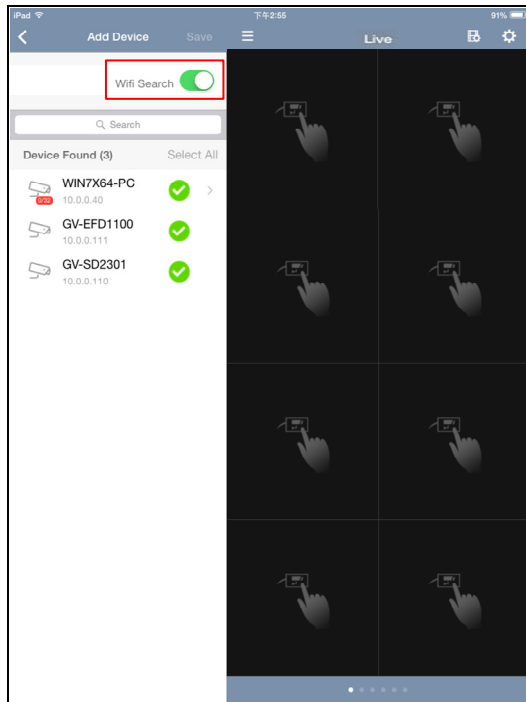 iPad 下午2:55 91%
Add Device Save Live
Wifi Search
Search
Device Found (3) Select All
WIN7X64-PC
0/32
10.0.0.40
GV-EFD1100
10.0.0.111
GV-SD2301
10.0.0.110